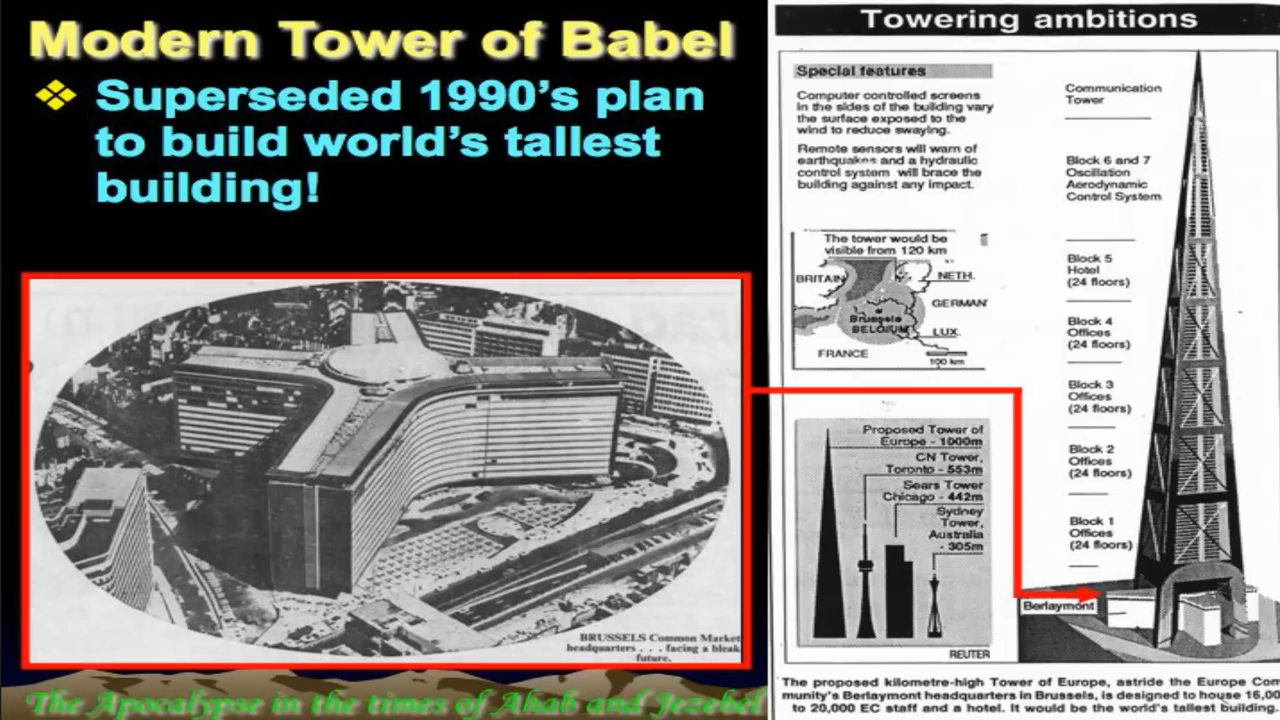 Modern Tower of Babel
Superseded 1990's plan
to build world's tallest
building!
BRUSSELS Common Market
headquarters . . . facing a bleak
future.
The Apocalypse in the times of Ahab and Jezebel
Towering ambitions
Special features
Computer controlled screens
in the sides of the building vary
the surface exposed to the
wind to reduce swaying.
Remote sensors will warn of
earthquakes and a hydraulic
control system will brace the
building against any impact.
The tower would be
visible from 120 km
BRITAIN
NETH.
GERMAN
Brussels
BELGIUM
LUX.
FRANCE
100 km
Proposed Tower of
Europe - 1000m
CN Tower,
Toronto - 553m
Sears Tower
Chicago - 442m
Sydney
Tower,
Australia
- 305m
REUTER
Communication
Tower
Block 6 and 7
Oscillation
Aerodynamic
Control System
Block 5
Hotel
(24 floors)
Block 4
Offices
(24 floors)
Block 3
Offices
(24 floors)
Block 2
Offices
(24 floors)
Block 1
Offices
(24 floors)
Berlaymont
The proposed kilometre-high Tower of Europe, astride the Europe Com
munity's Berlaymont headquarters in Brussels, is designed to house 16,00
to 20,000 EC staff and a hotel. It would be the world's tallest building.